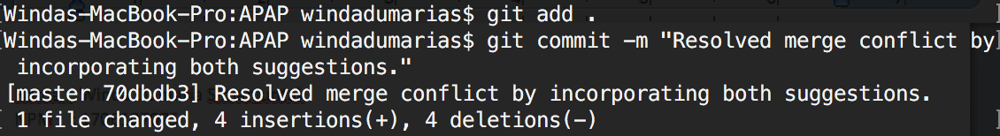 [Windas-MacBook-Pro:APAP windadumarias$ git add .
[Windas-MacBook-Pro:APAP windadumarias$ git commit -m "Resolved merge conflict by]
incorporating both suggestions."
[master 70dbdb3] Resolved merge conflict by incorporating both suggestions.
1 file changed, 4 insertions(+), 4 deletions(-)